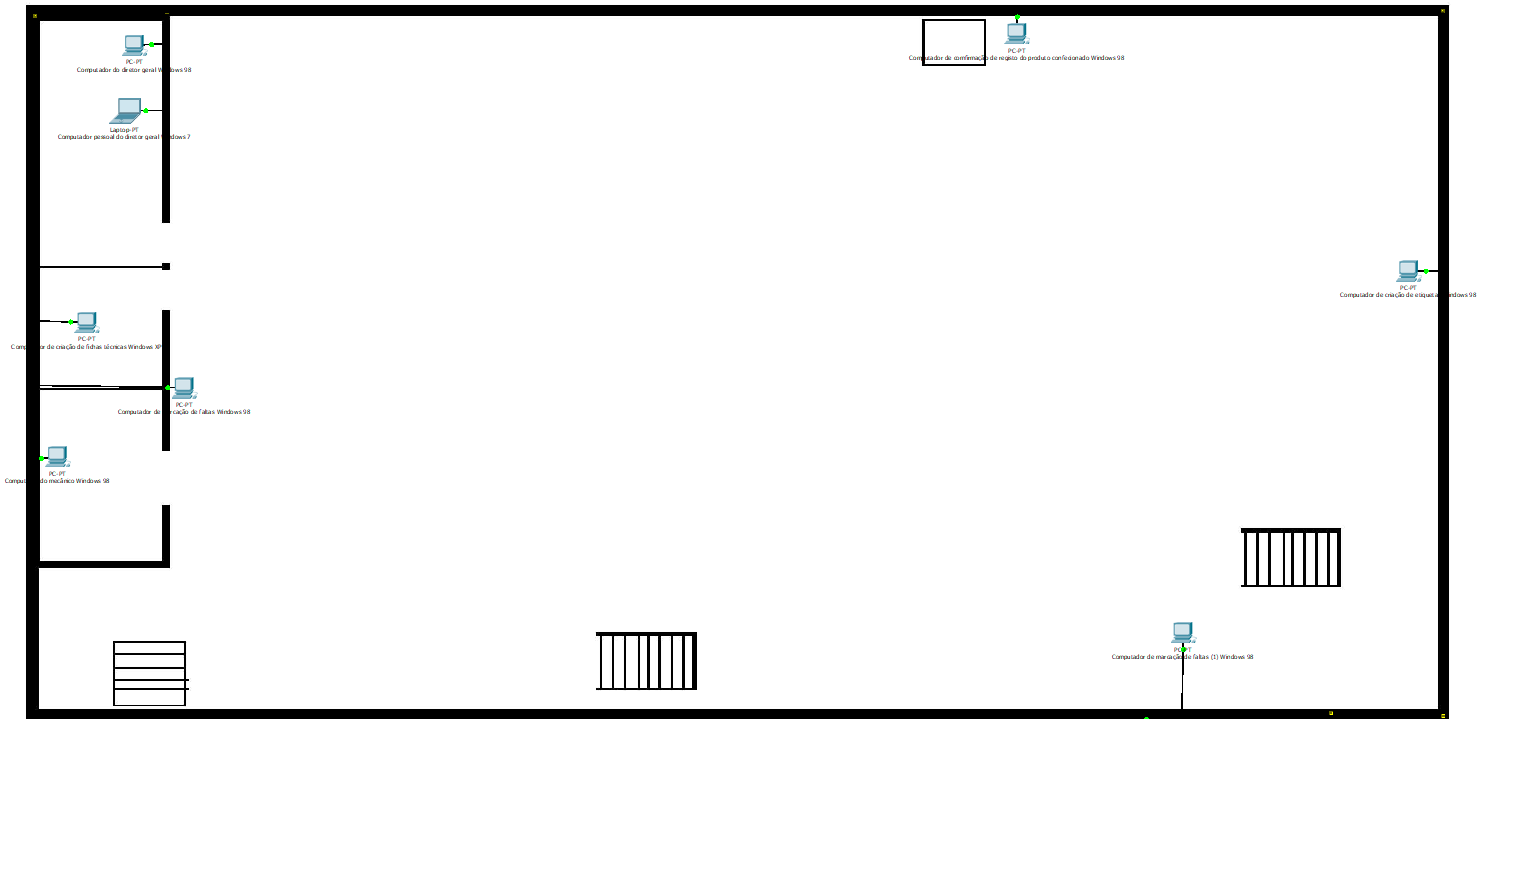 PC-PT
Computador do diretor geral Windows 98
Laptop-PT
Computador pessoal do diretor geral Windows 7
PC-PT
Computador de comfirmação de registo do produto confecionado Windows 98
PC-PT
Computador de criação de etiquetas Windows 98
PC-PT
Computador de criação de fichas técnicas Windows XP
PC-PT
Computador de marcação de faltas Windows 98
PC-PT
Computador do mecânico Windows 98
PC-PT
Computador de marcação de faltas (1) Windows 98